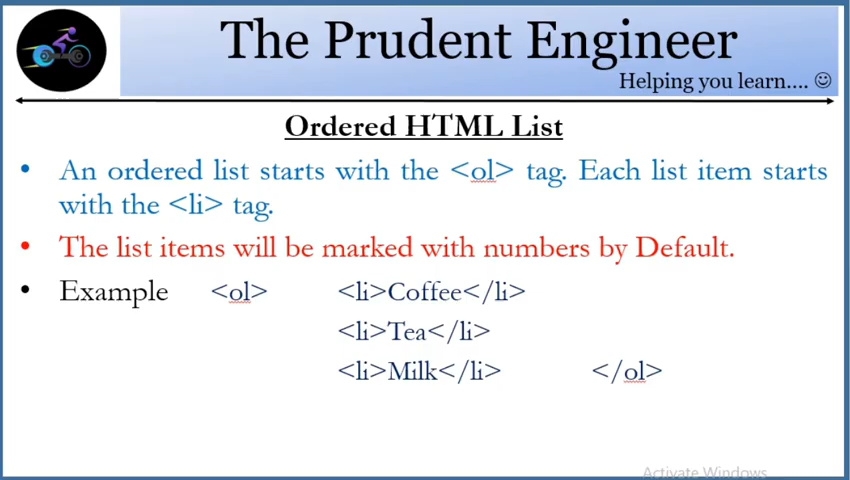 The Prudent Engineer
Helping you learn.... ☺
Ordered HTML List
• An ordered list starts with the <ol> tag. Each list item starts
with the <li> tag.
• The list items will be marked with numbers by Default.
• Example <ol> <li>Coffee</li>
<li>Tea</li>
<li>Milk</li> </ol>
Activate Windows